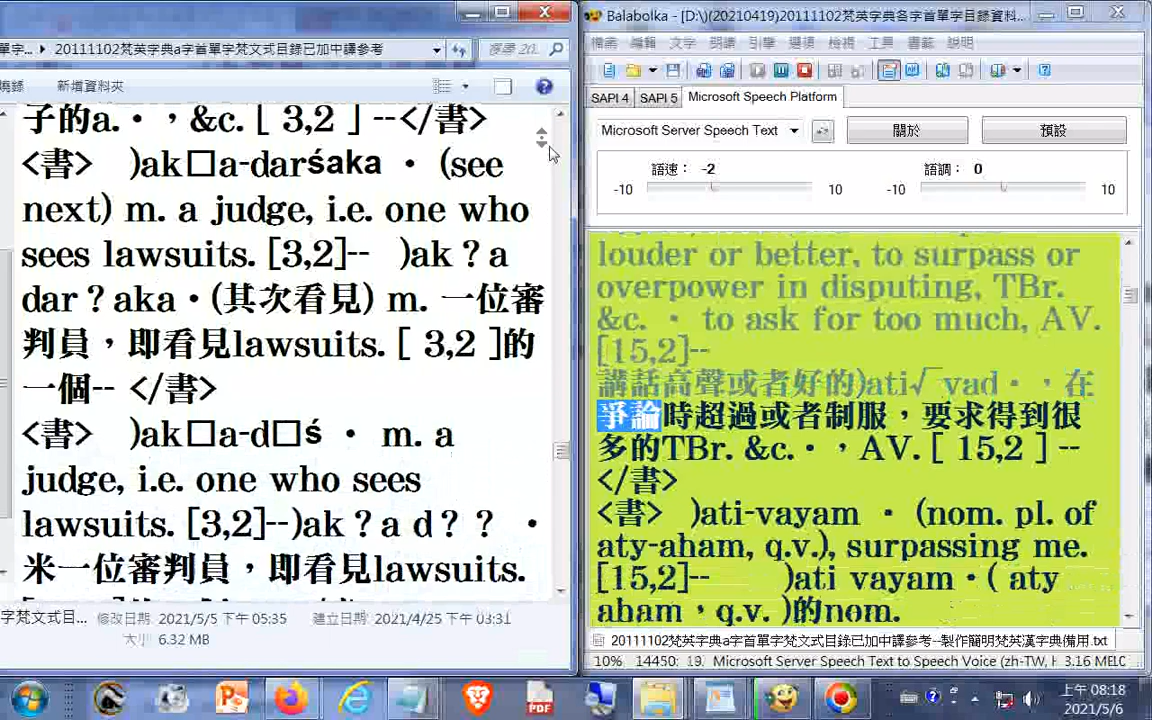 單字... ▸ 20111102梵英字典a字首單字梵文式目錄已加中譯參考
搜尋 20...
燒錄 新增資料夾
子的a.‧，&c. [ 3,2 ] --</書>
<書> )ak□a-darśaka ‧ (see
next) m. a judge, i.e. one who
sees lawsuits. [3,2]-- )ak？a
dar？aka‧(其次看見) m. 一位審
判員，即看見lawsuits. [ 3,2 ]的
一個-- </書>
<書> )ak□a-d□ś ‧ m. a
judge, i.e. one who sees
lawsuits. [3,2]--)ak？a d？？ ‧
米一位審判員，即看見lawsuits.
字梵文式目... 修改日期: 2021/5/5 下午 05:35 建立日期: 2021/4/25 下午 03:31
大小: 6.32 MB
Balabolka - [D:\)(20210419)20111102梵英字典各字首單字目錄資料...
檔案 編輯 文字 朗讀 引擎 選項 檢視 工具 書籤 說明
SAPI 4 SAPI 5 Microsoft Speech Platform
Microsoft Server Speech Text 關於 預設
語速： -2 語調： 0
-10 10 -10 10
louder or better, to surpass or
overpower in disputing, TBr.
&c. ‧ to ask for too much, AV.
[15,2]--
講話高聲或者好的)ati√ vad‧，在
爭論時超過或者制服，要求得到很
多的TBr. &c.‧，AV. [ 15,2 ] --
</書>
<書> )ati-vayam ‧ (nom. pl. of
aty-aham, q.v.), surpassing me.
[15,2]-- )ati vayam‧( aty
aham，q.v. )的nom.
20111102梵英字典a字首單字梵文式目錄已加中譯參考--製作簡明梵英漢字典備用.txt
10% 14450: 19. Microsoft Server Speech Text to Speech Voice (zh-TW, H 3.16 MELC
上午 08:18
2021/5/6